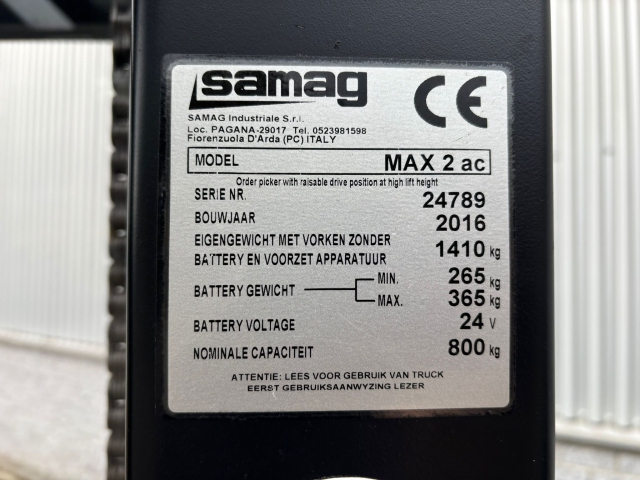 samag
CE
SAMAG Industriale S.r.l.
Loc. PAGANA-29017 Tel. 0523981598
Fiorenzuola D'Arda (PC) ITALY
MODEL MAX 2 ac
Order picker with raisable drive position at high lift height
SERIE NR. 24789
BOUWJAAR 2016
EIGENGEWICHT MET VORKEN ZONDER
BATTERY EN VOORZET APPARATUUR 1410 kg
BATTERY GEWICHT MIN. 265 kg
MAX. 365 kg
BATTERY VOLTAGE 24 V
NOMINALE CAPACITEIT 800 kg
ATTENTIE: LEES VOOR GEBRUIK VAN TRUCK
EERST GEBRUIKSAANWYZING LEZER